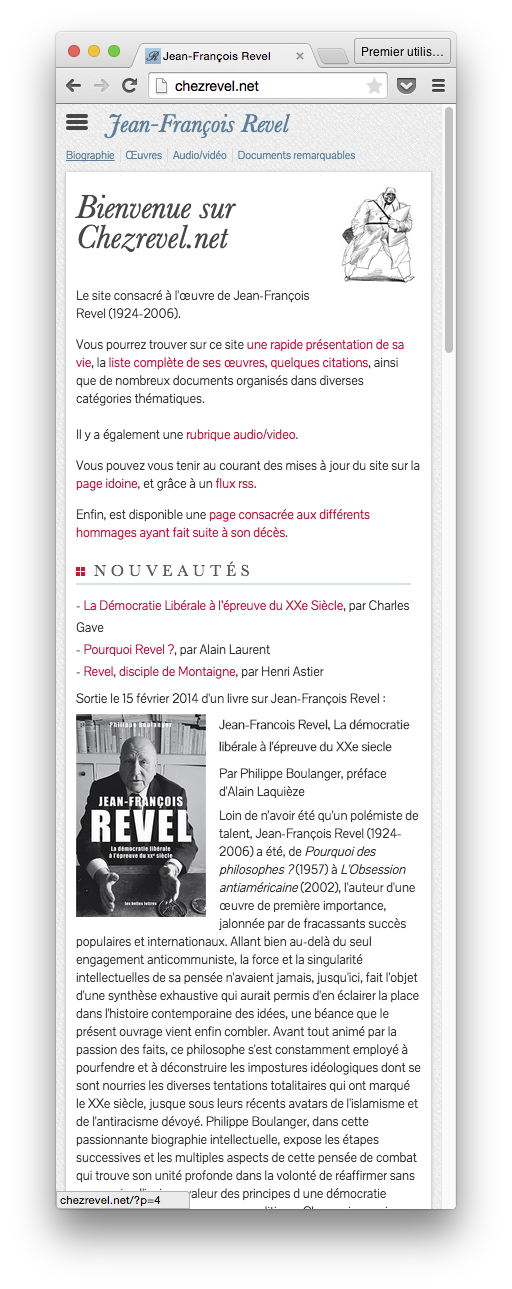 Jean-François Revel
Premier utilis…
chezrevel.net
Jean-François Revel
Biographie Œuvres Audio/vidéo Documents remarquables
Bienvenue sur
Chezrevel.net
Le site consacré à l'œuvre de Jean-François
Revel (1924-2006).
Vous pourrez trouver sur ce site une rapide présentation de sa
vie, la liste complète de ses œuvres, quelques citations, ainsi
que de nombreux documents organisés dans diverses
catégories thématiques.
Il y a également une rubrique audio/video.
Vous pouvez vous tenir au courant des mises à jour du site sur la
page idoine, et grâce à un flux rss.
Enfin, est disponible une page consacrée aux différents
hommages ayant fait suite à son décès.
NOUVEAUTÉS
- La Démocratie Libérale à l'épreuve du XXe Siècle, par Charles
Gave
- Pourquoi Revel ?, par Alain Laurent
- Revel, disciple de Montaigne, par Henri Astier
Sortie le 15 février 2014 d'un livre sur Jean-François Revel :
Philippe Boulanger
JEAN-FRANÇOIS
REVEL
La démocratie libérale
à l'épreuve du XXe siècle
les belles lettres
Jean-Francois Revel, La démocratie
libérale à l'épreuve du XXe siecle
Par Philippe Boulanger, préface
d'Alain Laquièze
Loin de n'avoir été qu'un polémiste de
talent, Jean-François Revel (1924-
2006) a été, de Pourquoi des
philosophes ? (1957) à L'Obsession
antiaméricaine (2002), l'auteur d'une
œuvre de première importance,
jalonnée par de fracassants succès
populaires et internationaux. Allant bien au-delà du seul
engagement anticommuniste, la force et la singularité
intellectuelles de sa pensée n'avaient jamais, jusqu'ici, fait l'objet
d'une synthèse exhaustive qui aurait permis d'en éclairer la place
dans l'histoire contemporaine des idées, une béance que le
présent ouvrage vient enfin combler. Avant tout animé par la
passion des faits, ce philosophe s'est constamment employé à
pourfendre et à déconstruire les impostures idéologiques dont se
sont nourries les diverses tentations totalitaires qui ont marqué
le XXe siècle, jusque sous leurs récents avatars de l'islamisme et
de l'antiracisme dévoyé. Philippe Boulanger, dans cette
passionnante biographie intellectuelle, expose les étapes
successives et les multiples aspects de cette pensée de combat
qui trouve son unité profonde dans la volonté de réaffirmer sans
valeur des principes d une démocratie
chezrevel.net/?p=4